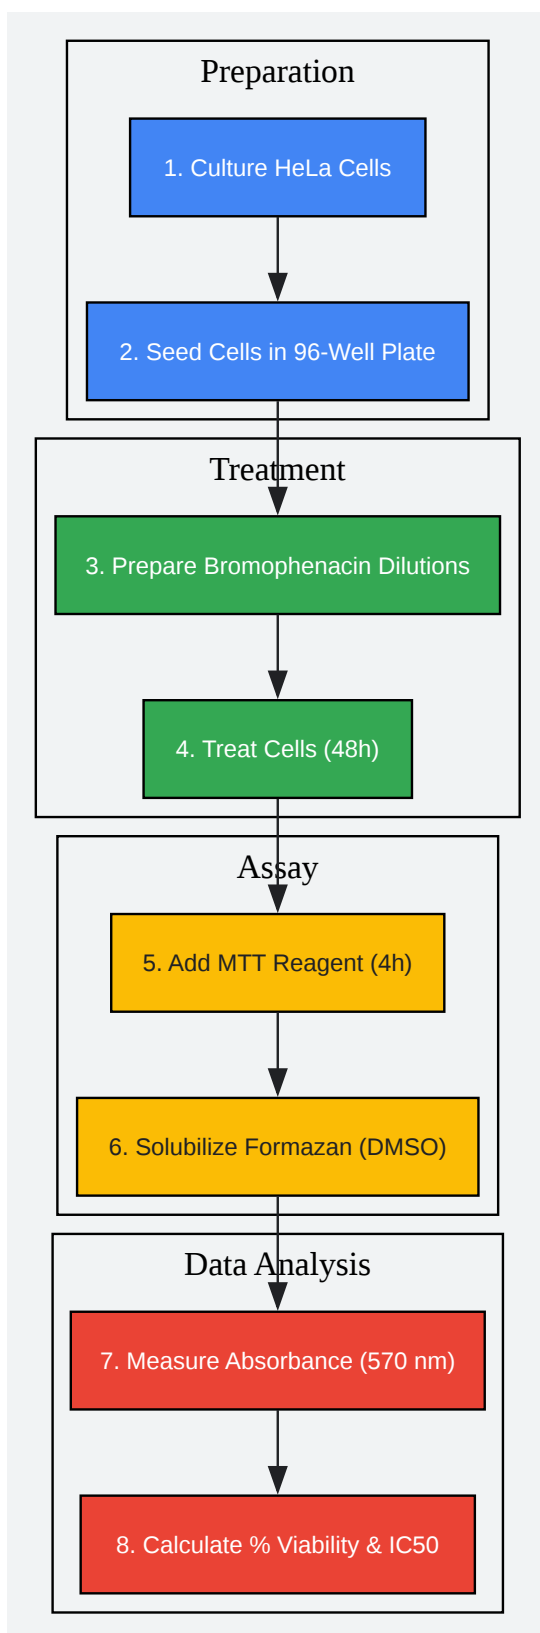 Preparation
1. Culture HeLa Cells
2. Seed Cells in 96-Well Plate
Treatment
3. Prepare Bromophenacin Dilutions
4. Treat Cells (48h)
Assay
5. Add MTT Reagent (4h)
6. Solubilize Formazan (DMSO)
Data Analysis
7. Measure Absorbance (570 nm)
8. Calculate % Viability & IC50